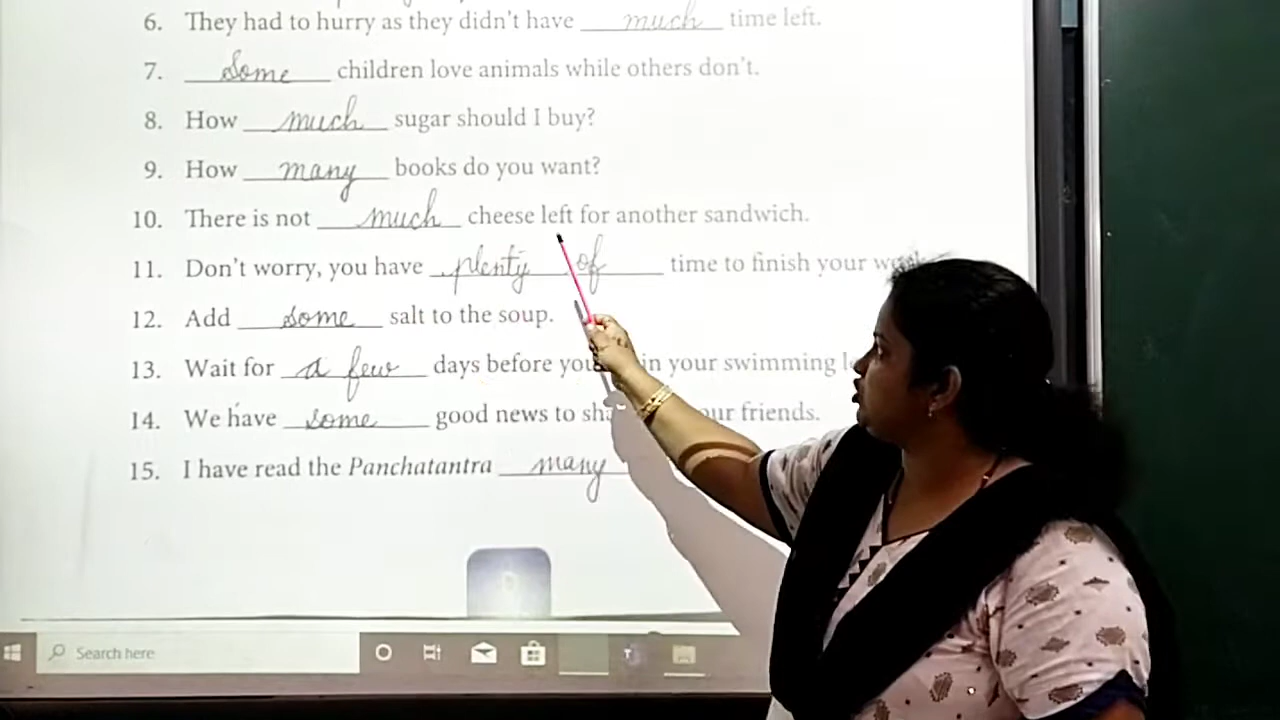 6. They had to hurry as they didn't have much time left.
7. Some children love animals while others don't.
8. How much sugar should I buy?
9. How many books do you want?
10. There is not much cheese left for another sandwich.
11. Don't worry, you have plenty of time to finish your
12. Add some salt to the soup.
13. Wait for a few days before you in your swimming
14. We have some good news to our friends.
15. I have read the Panchatantra many
Search here